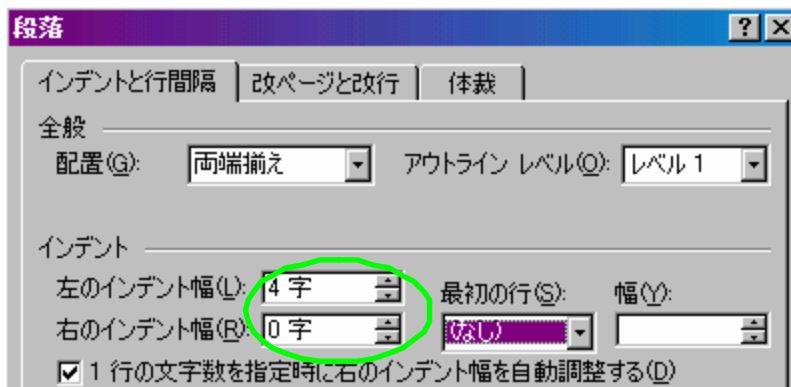 段落
インデントと行間隔 改ページと改行 体裁
全般
配置(G): 両端揃え アウトライン レベル(O): レベル 1
インデント
左のインデント幅(L): 4 字 最初の行(S): 幅(Y):
右のインデント幅(R): 0 字 (なし)
1 行の文字数を指定時に右のインデント幅を自動調整する(D)